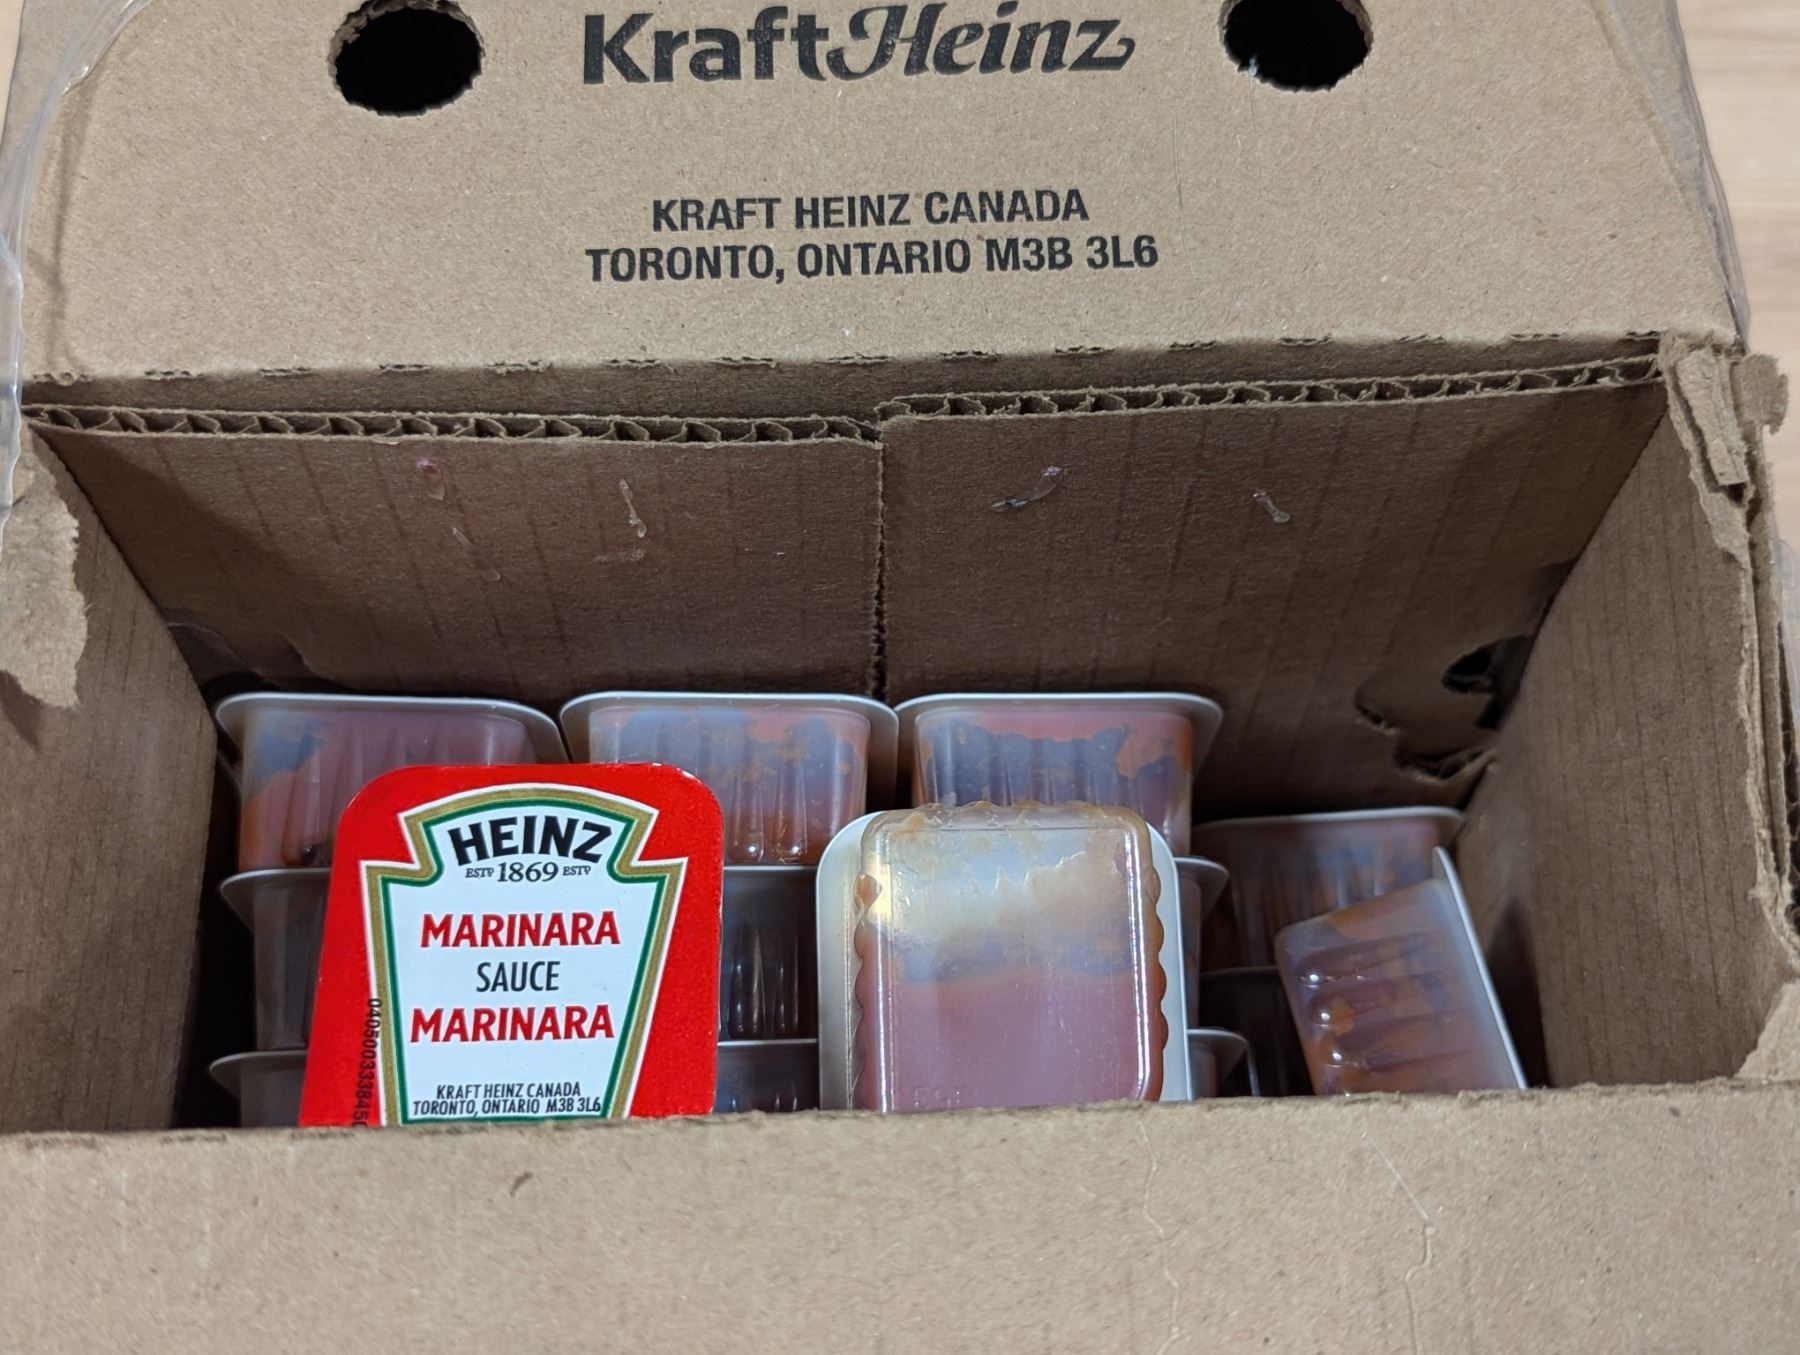 KraftHeinz
KRAFT HEINZ CANADA
TORONTO, ONTARIO M3B 3L6
HEINZ
ESTD 1869 ESTD
MARINARA
SAUCE
MARINARA
KRAFT HEINZ CANADA
TORONTO, ONTARIO M3B 3L6